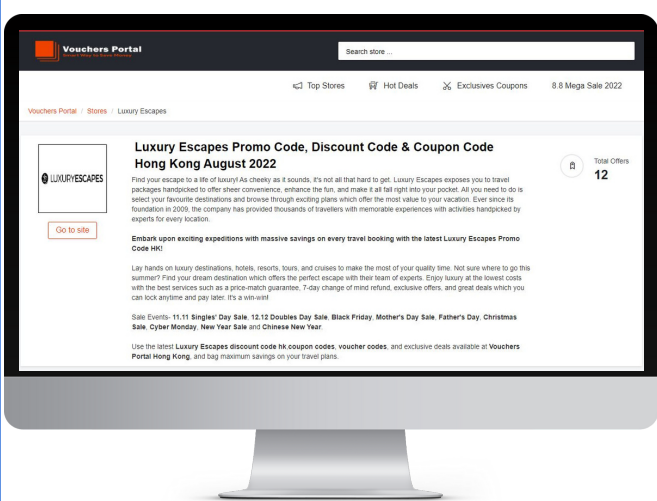 Vouchers Portal
Smart Way to Save Money
Search store ...
Top Stores
Hot Deals
Exclusives Coupons
8.8 Mega Sale 2022
Vouchers Portal / Stores / Luxury Escapes
LUXURYESCAPES
Go to site
Luxury Escapes Promo Code, Discount Code & Coupon Code
Hong Kong August 2022
Total Offers
12
Find your escape to a life of luxury! As cheeky as it sounds, it's not all that hard to get. Luxury Escapes exposes you to travel
packages handpicked to offer sheer convenience, enhance the fun, and make it all fall right into your pocket. All you need to do is
select your favourite destinations and browse through exciting plans which offer the most value to your vacation. Ever since its
foundation in 2009, the company has provided thousands of travellers with memorable experiences with activities handpicked by
experts for every location.
Embark upon exciting expeditions with massive savings on every travel booking with the latest Luxury Escapes Promo
Code HK!
Lay hands on luxury destinations, hotels, resorts, tours, and cruises to make the most of your quality time. Not sure where to go this
summer? Find your dream destination which offers the perfect escape with their team of experts. Enjoy luxury at the lowest costs
with the best services such as a price-match guarantee, 7-day change of mind refund, exclusive offers, and great deals which you
can lock anytime and pay later. It's a win-win!
Sale Events- 11.11 Singles' Day Sale, 12.12 Doubles Day Sale, Black Friday, Mother's Day Sale, Father's Day, Christmas
Sale, Cyber Monday, New Year Sale and Chinese New Year.
Use the latest Luxury Escapes discount code hk,coupon codes, voucher codes, and exclusive deals available at Vouchers
Portal Hong Kong, and bag maximum savings on your travel plans.